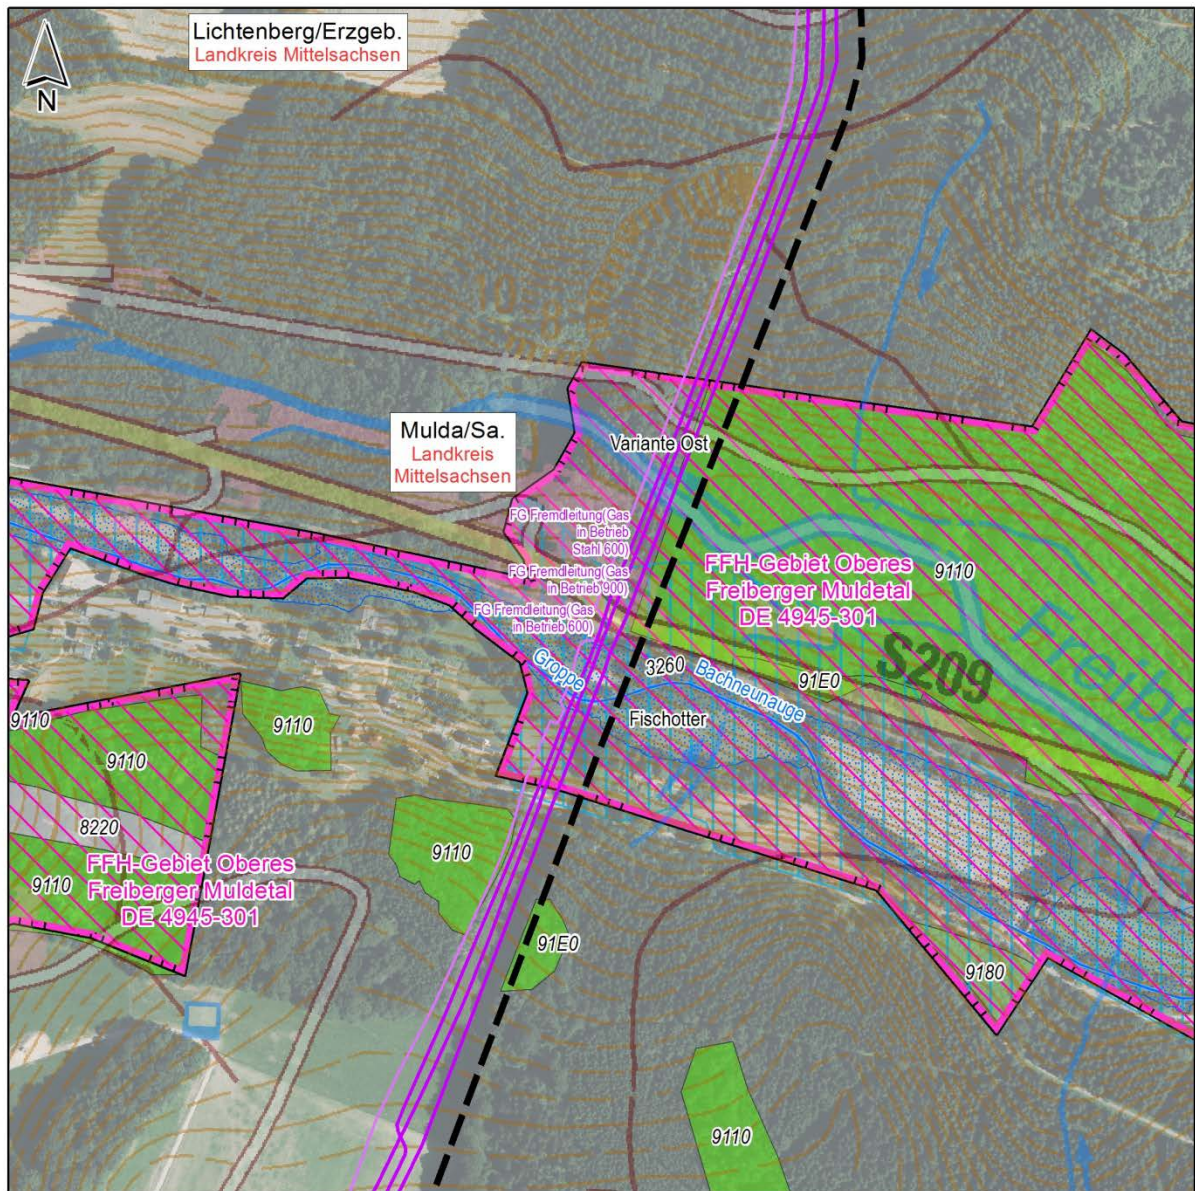 Lichtenberg/Erzgeb.
Landkreis Mittelsachsen
N
Mulda/Sa.
Landkreis
Mittelsachsen
Variante Ost
FG Fremdleitung(Gas
in Betrieb
Stahl 600)
FG Fremdleitung(Gas
in Betrieb 900)
FG Fremdleitung(Gas
in Betrieb 600)
FFH-Gebiet Oberes
Freiberger Muldetal
DE 4945-301
9110
Groppe
3260
Bachneunauge
91E0
S209
Fischotter
9110
9110
9110
8220
9110
FFH-Gebiet Oberes
Freiberger Muldetal
DE 4945-301
9110
91E0
9180
9110